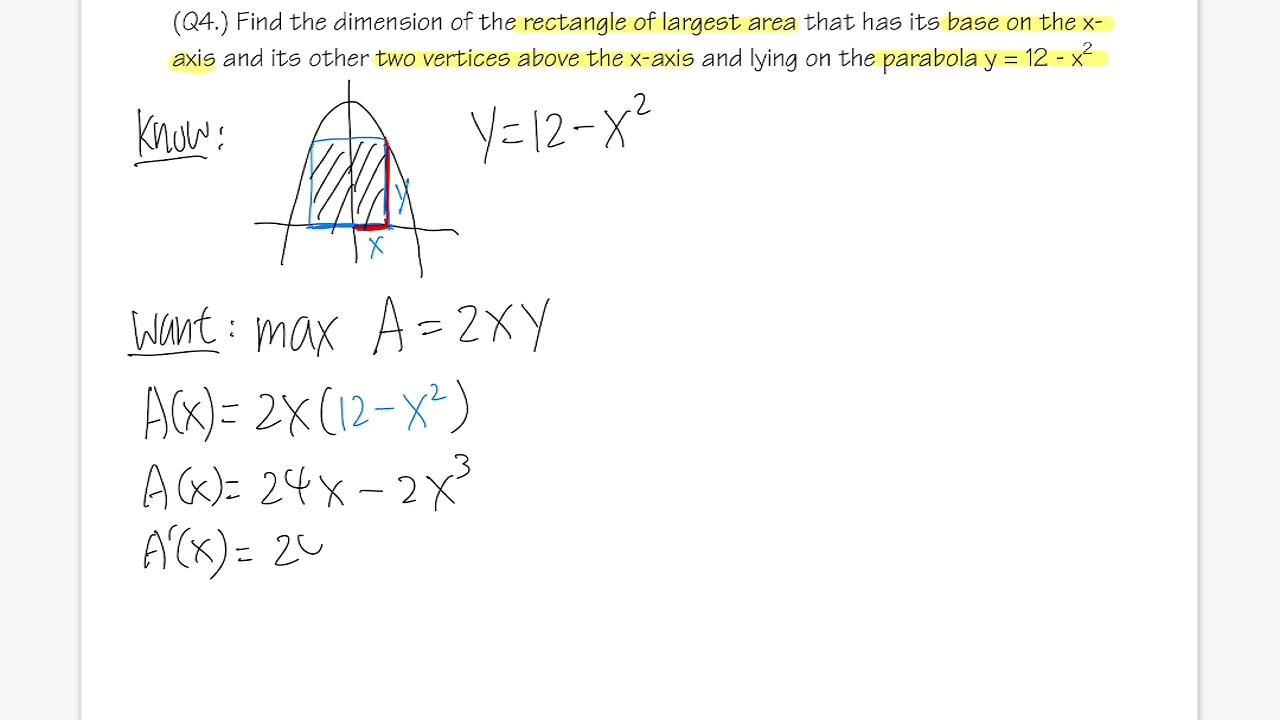 (Q4.) Find the dimension of the rectangle of largest area that has its base on the x-
axis and its other two vertices above the x-axis and lying on the parabola y = 12 - x²
Know: y=12-x²
y
x
Want: max A = 2xy
A(x)= 2x(12-x²)
A(x)= 24x - 2x³
A'(x)= 2